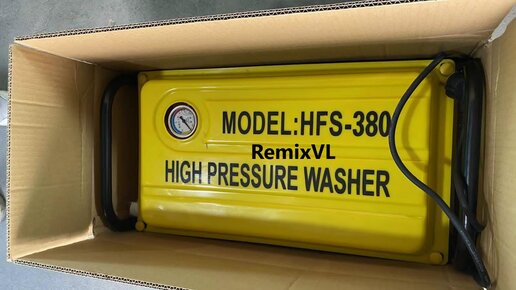 MODEL:HFS-380
RemixVL
HIGH PRESSURE WASHER